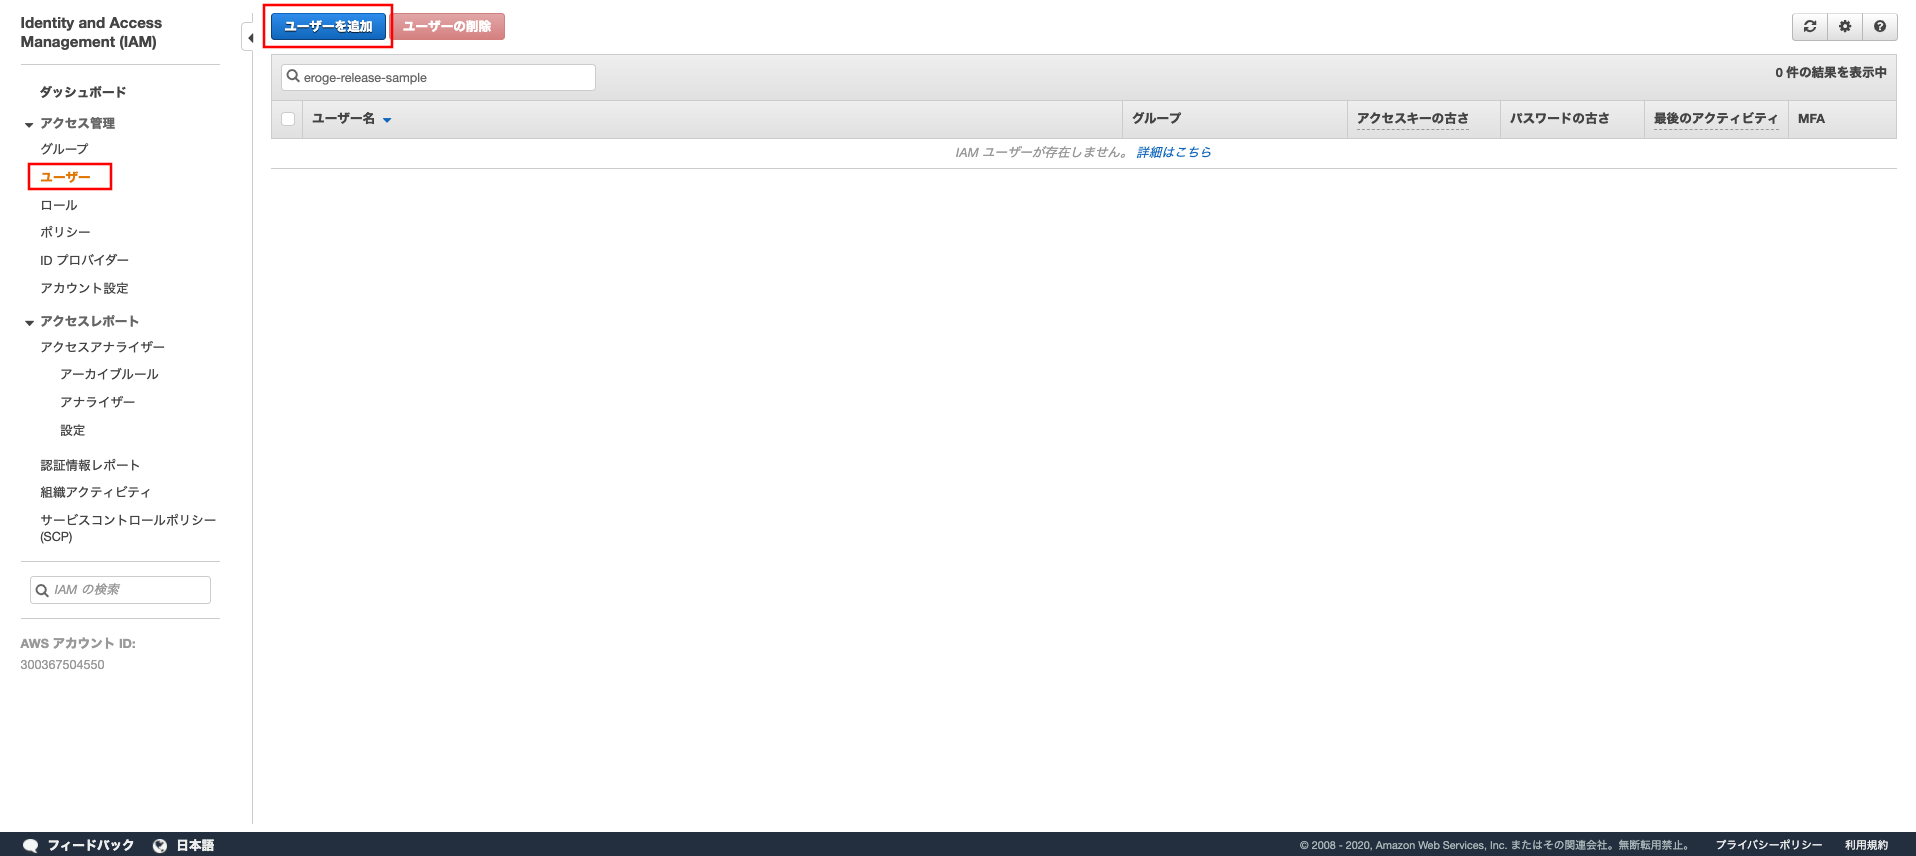 Identity and Access
Management (IAM)
ダッシュボード
アクセス管理
グループ
ユーザー
ロール
ポリシー
ID プロバイダー
アカウント設定
アクセスレポート
アクセスアナライザー
アーカイブルール
アナライザー
設定
認証情報レポート
組織アクティビティ
サービスコントロールポリシー
(SCP)
IAM の検索
AWS アカウント ID:
300367504550
ユーザーを追加 ユーザーの削除
eroge-release-sample
0 件の結果を表示中
ユーザー名 グループ アクセスキーの古さ パスワードの古さ 最後のアクティビティ MFA
IAM ユーザーが存在しません。 詳細はこちら
フィードバック 日本語 © 2008 - 2020, Amazon Web Services, Inc. またはその関連会社。無断転用禁止。 プライバシーポリシー 利用規約